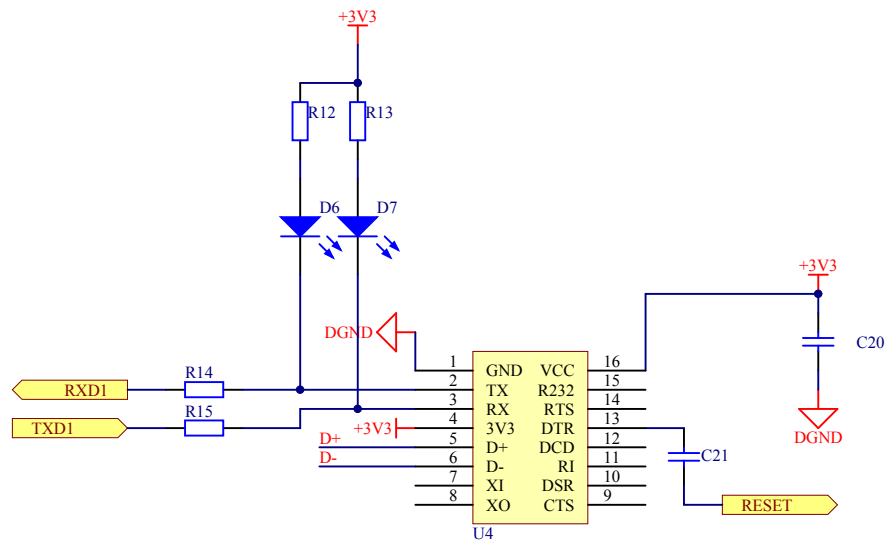 +3V3
R12 R13
D6 D7
+3V3
DGND
C20
1 GND VCC 16
R14
RXD1
2 TX R232 15
R15
3 RX RTS 14
TXD1
+3V3
4 3V3 DTR 13
DGND
D+
5 D+ DCD 12
D-
6 D- RI 11
C21
7 XI DSR 10
8 XO CTS 9
RESET
U4